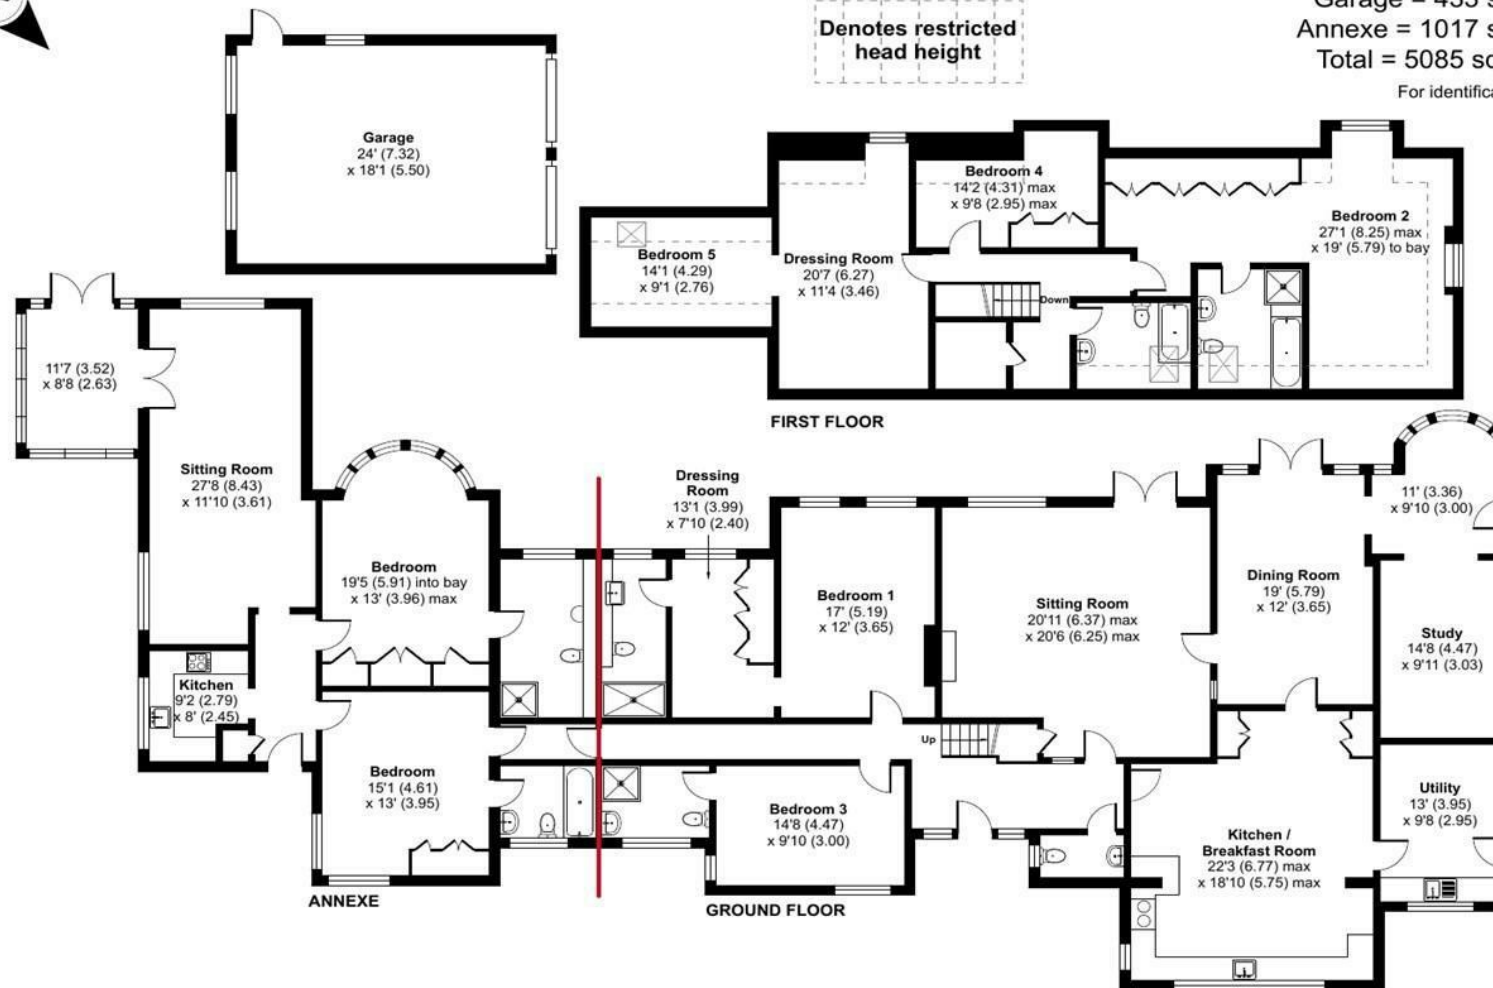 Garage = 435 s
Annexe = 1017 s
Total = 5085 sq
For identifica
Denotes restricted
head height
Garage
24' (7.32)
x 18'1 (5.50)
Bedroom 4
14'2 (4.31) max
x 9'8 (2.95) max
Bedroom 2
27'1 (8.25) max
x 19' (5.79) to bay
Bedroom 5
14'1 (4.29)
x 9'1 (2.76)
Dressing Room
20'7 (6.27)
x 11'4 (3.46)
Down
FIRST FLOOR
11'7 (3.52)
x 8'8 (2.63)
Sitting Room
27'8 (8.43)
x 11'10 (3.61)
Dressing
Room
13'1 (3.99)
x 7'10 (2.40)
11' (3.36)
x 9'10 (3.00)
Bedroom
19'5 (5.91) into bay
x 13' (3.96) max
Bedroom 1
17' (5.19)
x 12' (3.65)
Sitting Room
20'11 (6.37) max
x 20'6 (6.25) max
Dining Room
19' (5.79)
x 12' (3.65)
Study
14'8 (4.47)
x 9'11 (3.03)
Kitchen
9'2 (2.79)
x 8' (2.45)
Up
Bedroom
15'1 (4.61)
x 13' (3.95)
Bedroom 3
14'8 (4.47)
x 9'10 (3.00)
Kitchen /
Breakfast Room
22'3 (6.77) max
x 18'10 (5.75) max
Utility
13' (3.95)
x 9'8 (2.95)
ANNEXE
GROUND FLOOR